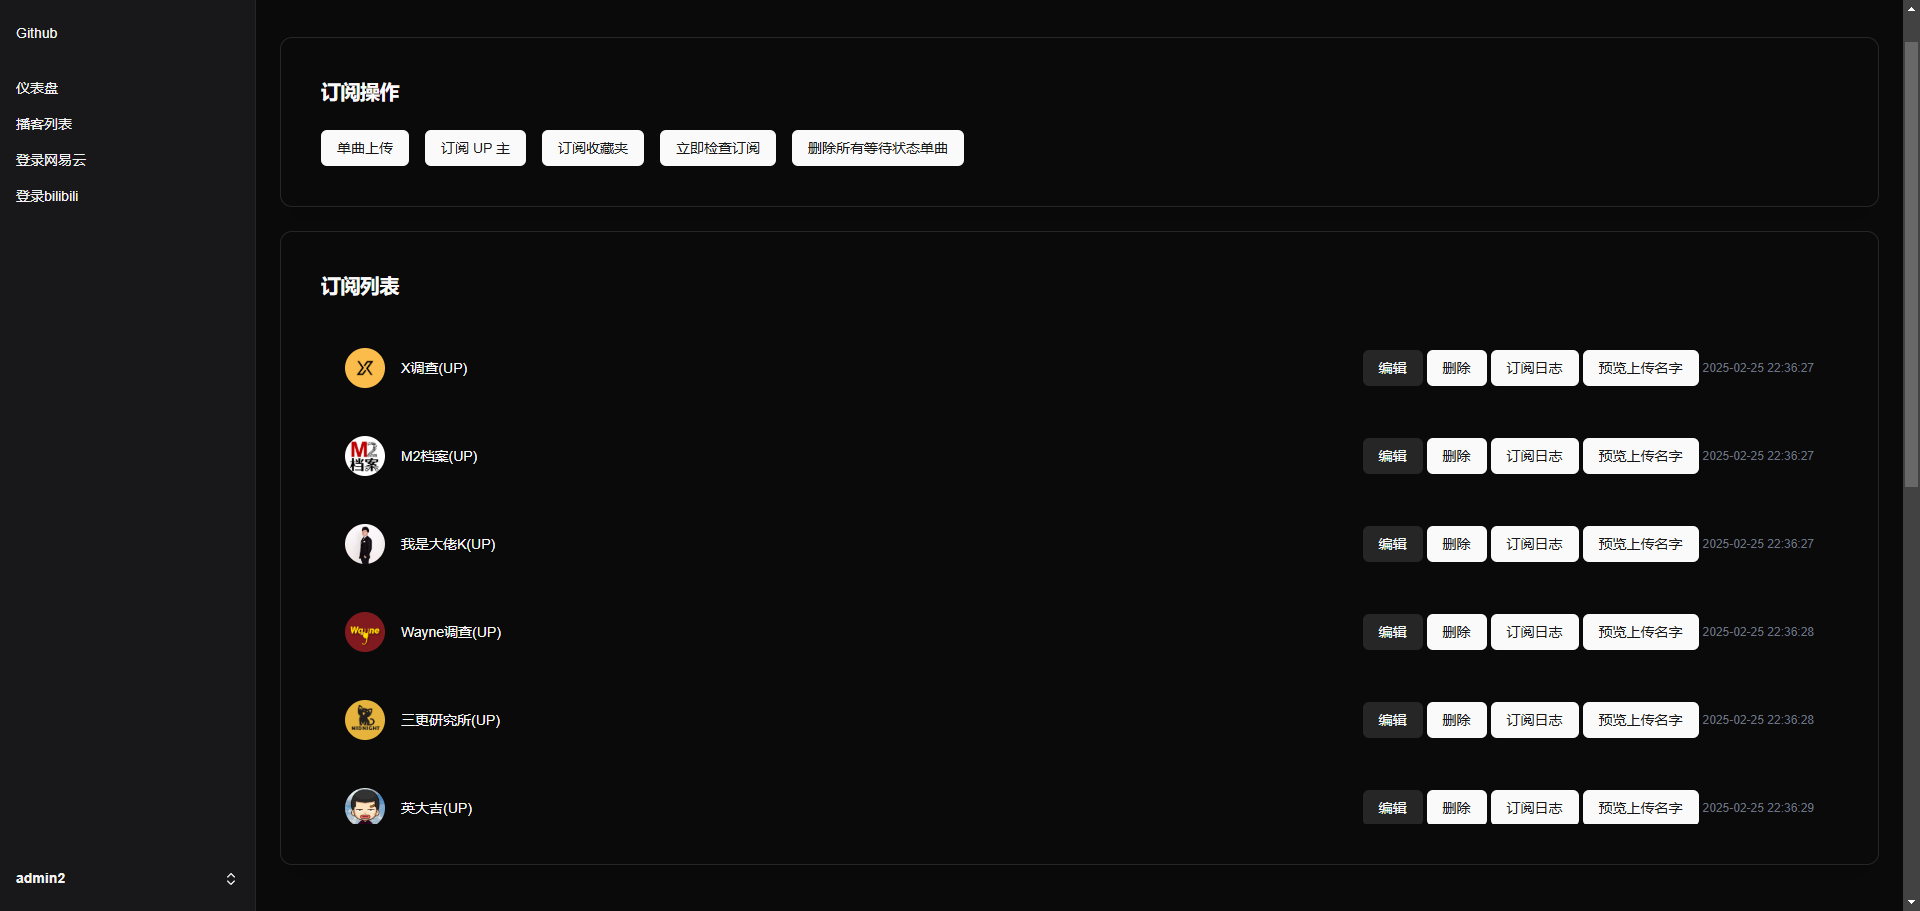 Github
仪表盘
播客列表
登录网易云
登录bilibili
admin2
订阅操作
单曲上传 订阅 UP 主 订阅收藏夹 立即检查订阅 删除所有等待状态单曲
订阅列表
X调查(UP) 编辑 删除 订阅日志 预览上传名字 2025-02-25 22:36:27
M2档案
M2档案(UP) 编辑 删除 订阅日志 预览上传名字 2025-02-25 22:36:27
我是大佬K(UP) 编辑 删除 订阅日志 预览上传名字 2025-02-25 22:36:27
Wayne
Wayne调查(UP) 编辑 删除 订阅日志 预览上传名字 2025-02-25 22:36:28
MIDNIGHT
三更研究所(UP) 编辑 删除 订阅日志 预览上传名字 2025-02-25 22:36:28
英大吉(UP) 编辑 删除 订阅日志 预览上传名字 2025-02-25 22:36:29